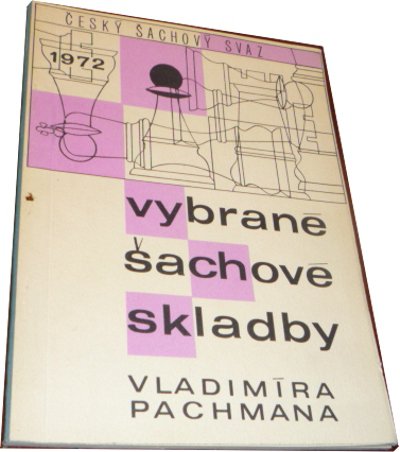 ČESKÝ ŠACHOVÝ SVAZ
1972
vybrané
šachové
skladby
VLADIMÍRA
PACHMANA